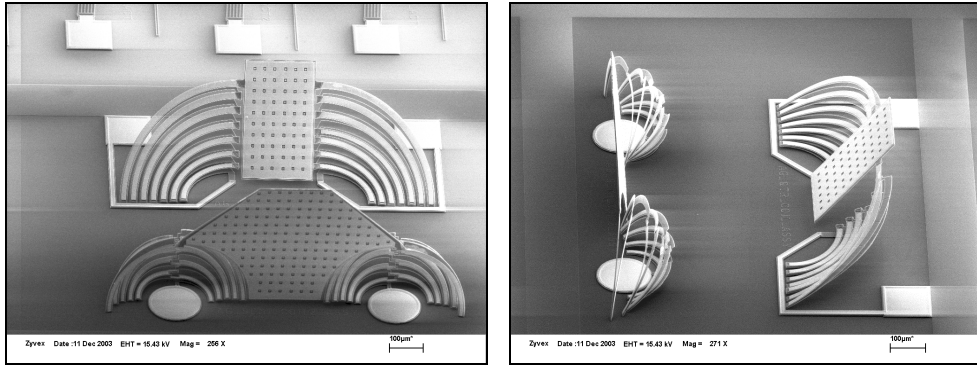 100µm*
Zyvex Date :11 Dec 2003 EHT = 15.43 kV Mag = 256 X
100µm*
Zyvex Date :11 Dec 2003 EHT = 15.43 kV Mag = 271 X